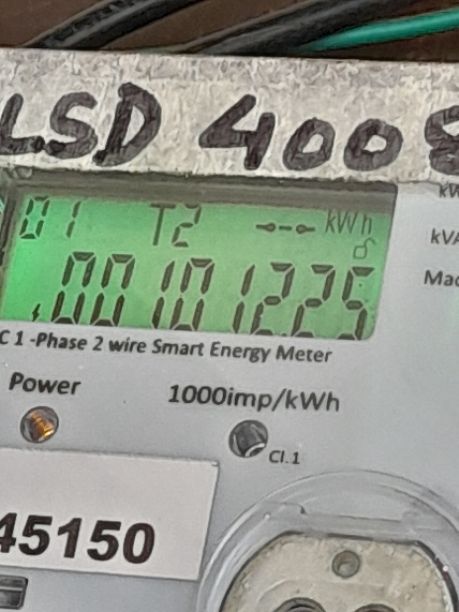 LSD 4008
01 T2 kWh
00101225
kVA
C 1 -Phase 2 wire Smart Energy Meter
Power 1000imp/kWh
Cl.1
45150